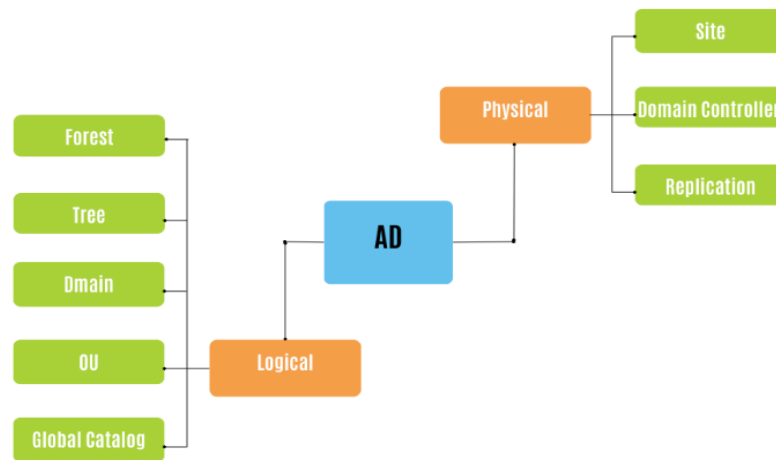 Site
Physical
Domain Controller
Forest
Replication
Tree
AD
Dmain
OU
Logical
Global Catalog